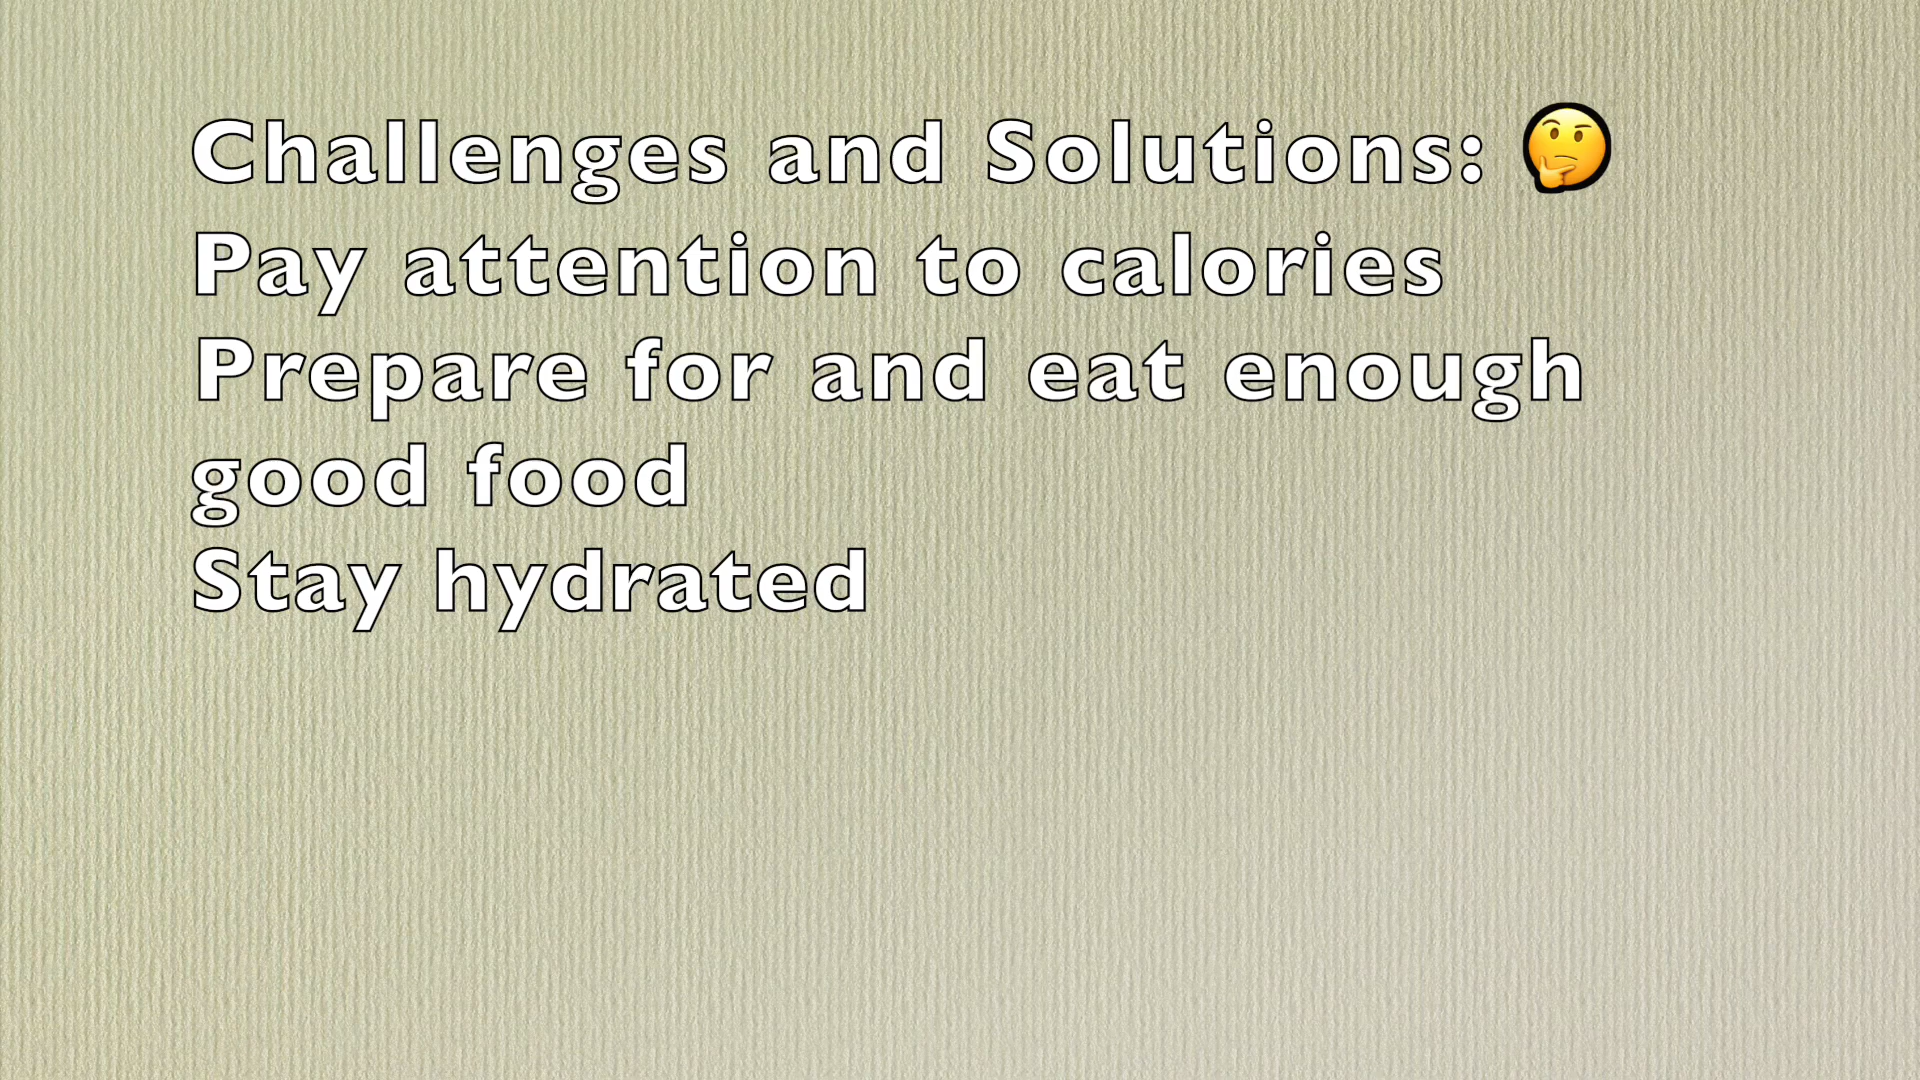 Challenges and Solutions: 🤔
Pay attention to calories
Prepare for and eat enough
good food
Stay hydrated